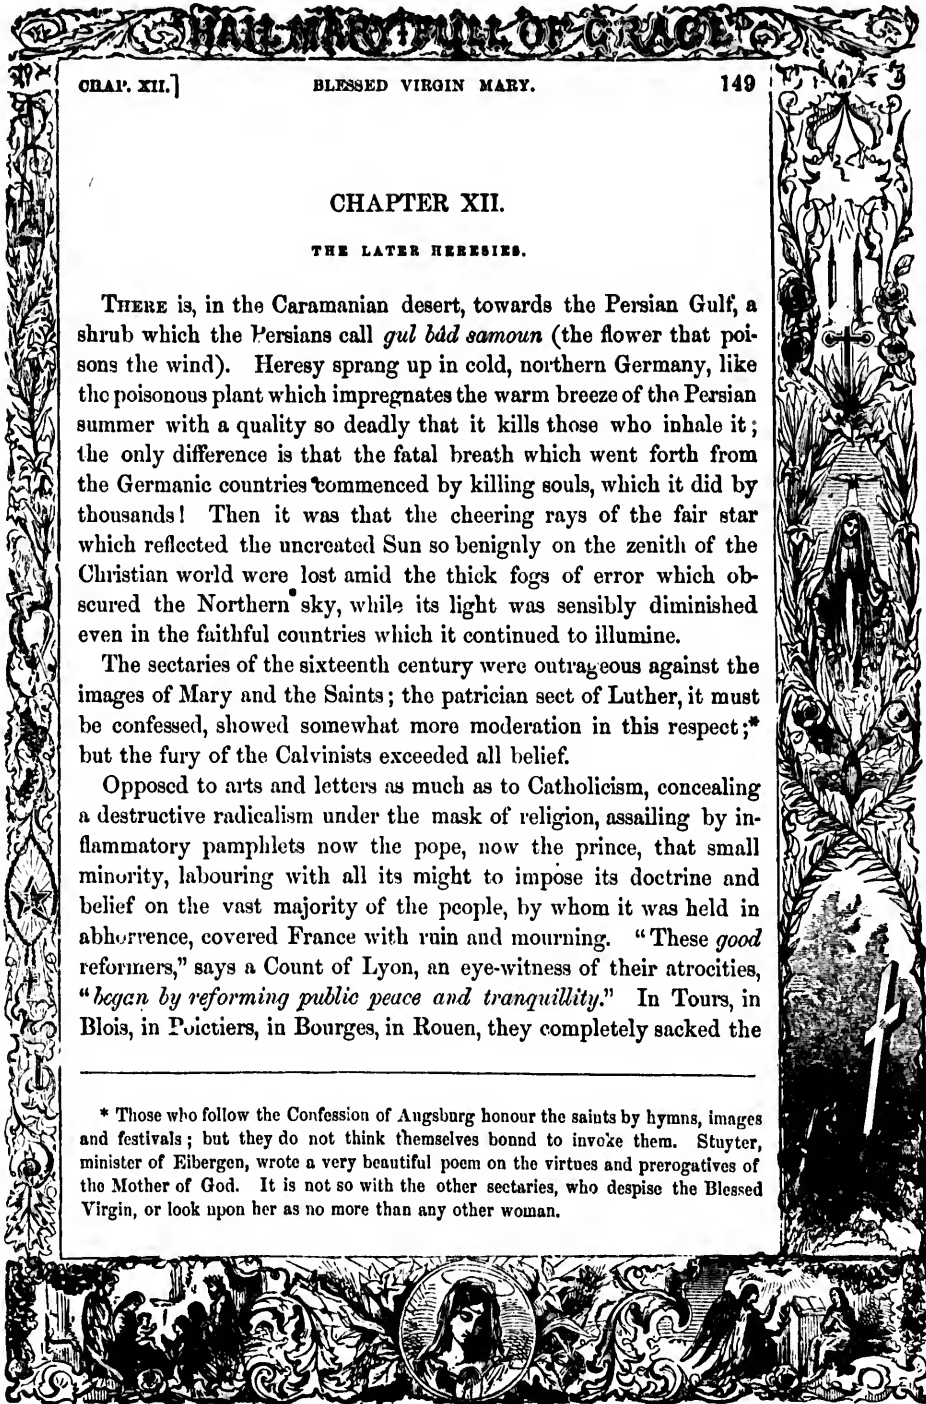 HAIL MARY FULL OF GRACE
CHAP. XII.]
BLESSED VIRGIN MARY.
149
CHAPTER XII.
THE LATER HERESIES.
THERE is, in the Caramanian desert, towards the Persian Gulf, a
shrub which the Persians call gul bâd samoun (the flower that poi-
sons the wind). Heresy sprang up in cold, northern Germany, like
the poisonous plant which impregnates the warm breeze of the Persian
summer with a quality so deadly that it kills those who inhale it;
the only difference is that the fatal breath which went forth from
the Germanic countries commenced by killing souls, which it did by
thousands! Then it was that the cheering rays of the fair star
which reflected the uncreated Sun so benignly on the zenith of the
Christian world were lost amid the thick fogs of error which ob-
scured the Northern sky, while its light was sensibly diminished
even in the faithful countries which it continued to illumine.
The sectaries of the sixteenth century were outrageous against the
images of Mary and the Saints; the patrician sect of Luther, it must
be confessed, showed somewhat more moderation in this respect;*
but the fury of the Calvinists exceeded all belief.
Opposed to arts and letters as much as to Catholicism, concealing
a destructive radicalism under the mask of religion, assailing by in-
flammatory pamphlets now the pope, now the prince, that small
minority, labouring with all its might to impose its doctrine and
belief on the vast majority of the people, by whom it was held in
abhorrence, covered France with ruin and mourning. "These good
reformers," says a Count of Lyon, an eye-witness of their atrocities,
"began by reforming public peace and tranquillity." In Tours, in
Blois, in Poictiers, in Bourges, in Rouen, they completely sacked the
* Those who follow the Confession of Augsburg honour the saints by hymns, images
and festivals; but they do not think themselves bound to invoke them. Stuyter,
minister of Eibergen, wrote a very beautiful poem on the virtues and prerogatives of
the Mother of God. It is not so with the other sectaries, who despise the Blessed
Virgin, or look upon her as no more than any other woman.